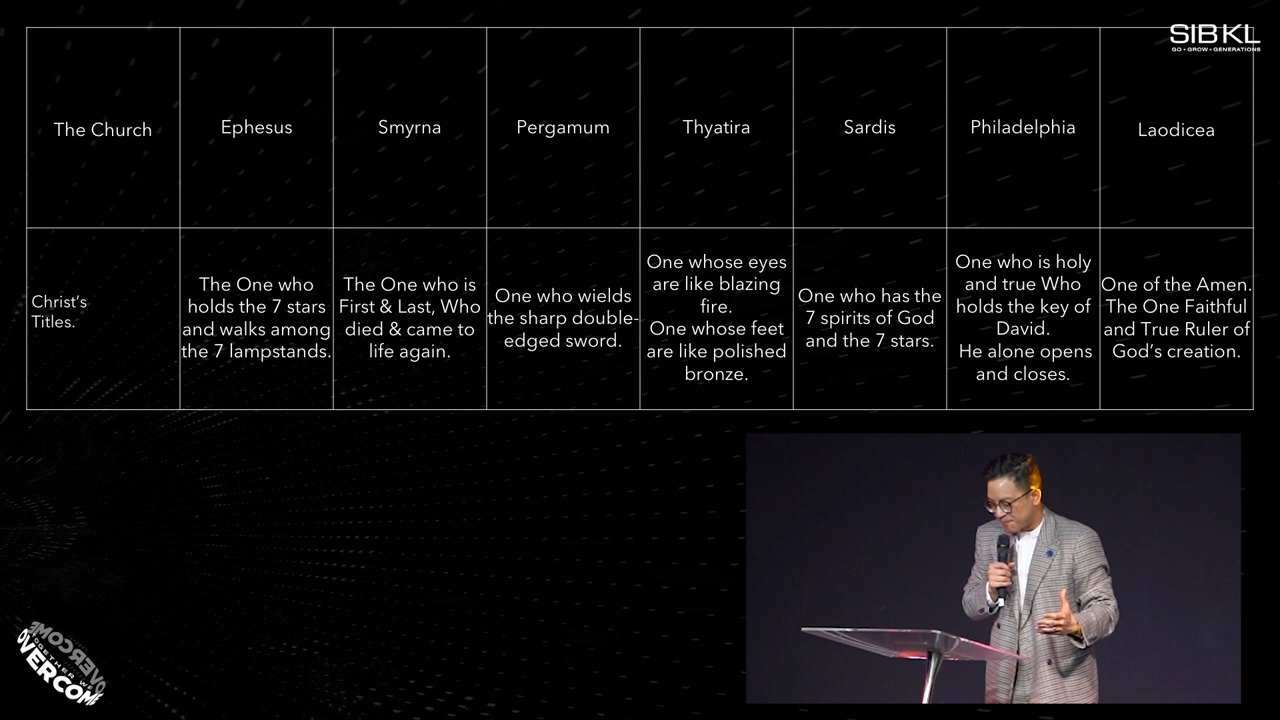 SIBKL
GO • GROW • GENERATIONS
The Church
Ephesus
Smyrna
Pergamum
Thyatira
Sardis
Philadelphia
Laodicea
Christ's
Titles.
The One who
holds the 7 stars
and walks among
the 7 lampstands.
The One who is
First & Last, Who
died & came to
life again.
One who wields
the sharp double-
edged sword.
One whose eyes
are like blazing
fire.
One whose feet
are like polished
bronze.
One who has the
7 spirits of God
and the 7 stars.
One who is holy
and true Who
holds the key of
David.
He alone opens
and closes.
One of the Amen.
The One Faithful
and True Ruler of
God's creation.
OVERCOME
TOGETHER WE
OVERCOME